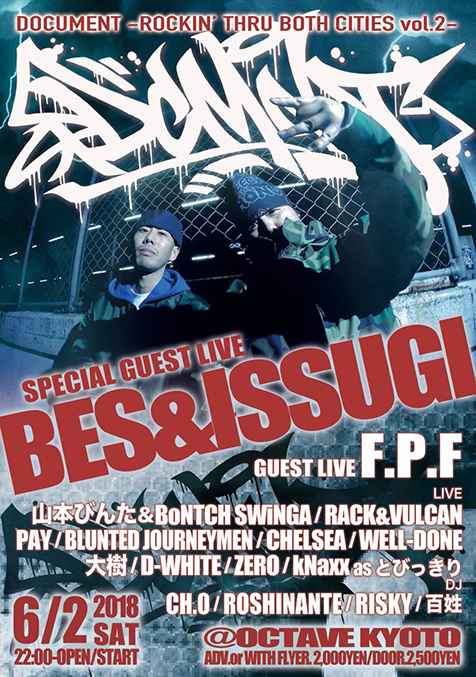 DOCUMENT -ROCKIN' THRU BOTH CITIES vol.2-
SPECIAL GUEST LIVE
BES&ISSUGI
GUEST LIVE F.P.F
LIVE
山本びんた&BoNTCH SWiNGA / RACK&VULCAN
PAY / BLUNTED JOURNEYMEN / CHELSEA / WELL-DONE
大樹 / D-WHITE / ZERO / kNaxx as とびっきり
DJ
CH.O / ROSHINANTE / RISKY / 百姓
6/2 2018 SAT
22:00-OPEN/START
@OCTAVE KYOTO
ADV.or WITH FLYER. 2,000YEN/DOOR.2,500YEN